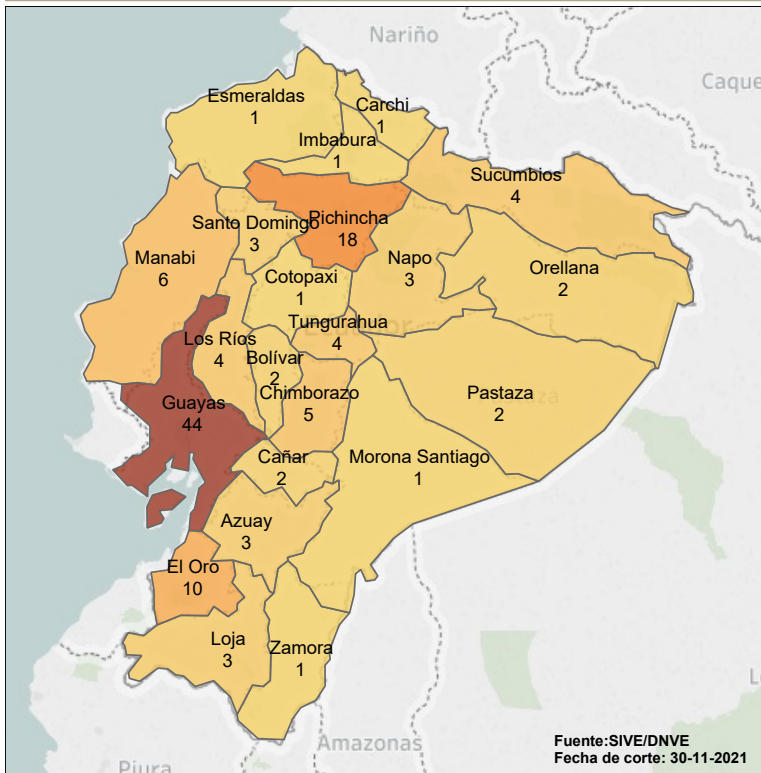 Nariño
Caque
Esmeraldas
1
Carchi
1
Imbabura
1
Sucumbios
4
Pichincha
18
Santo Domingo
3
Manabi
6
Napo
3
Orellana
2
Cotopaxi
1
Tungurahua
4
Los Ríos
4
Bolívar
2
Chimborazo
5
Guayas
44
Pastaza
2
Cañar
2
Morona Santiago
1
Azuay
3
El Oro
10
Loja
3
Zamora
1
Amazonas
Piura
Fuente:SIVE/DNVE
Fecha de corte: 30-11-2021